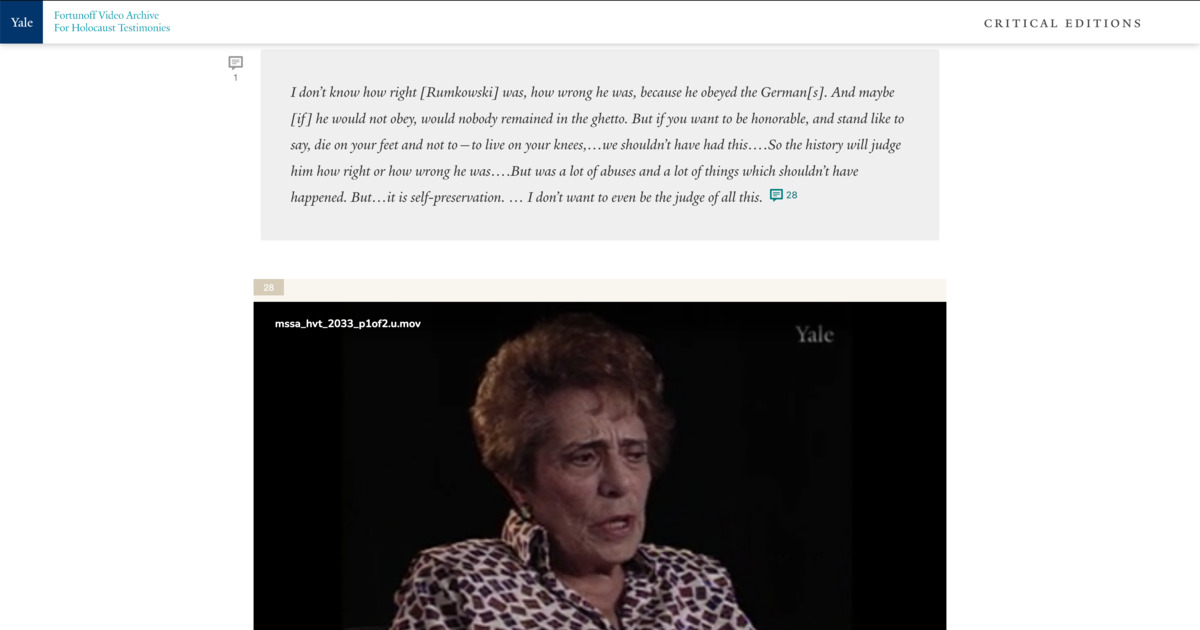 Yale
Fortunoff Video Archive
For Holocaust Testimonies
CRITICAL EDITIONS
1
I don't know how right [Rumkowski] was, how wrong he was, because he obeyed the German[s]. And maybe
[if] he would not obey, would nobody remained in the ghetto. But if you want to be honorable, and stand like to
say, die on your feet and not to—to live on your knees,…we shouldn't have had this….So the history will judge
him how right or how wrong he was….But was a lot of abuses and a lot of things which shouldn't have
happened. But…it is self-preservation. … I don't want to even be the judge of all this. 28
28
mssa_hvt_2033_p1of2.u.mov
Yale